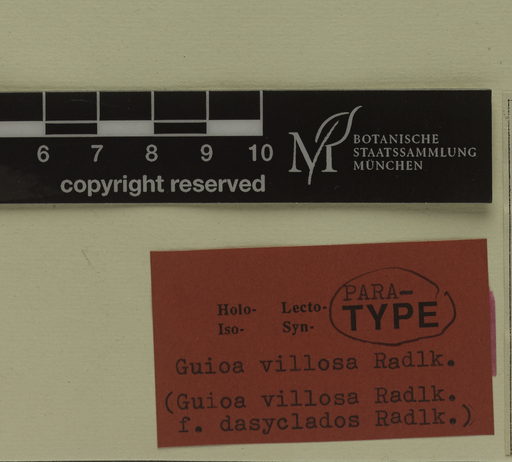 6 7 8 9 10
copyright reserved
M BOTANISCHE
STAATSSAMMLUNG
MÜNCHEN
PARA-
Holo- Lecto- TYPE
Iso- Syn-
Guioa villosa Radlk.
(Guioa villosa Radlk.
f. dasyclados Radlk.)